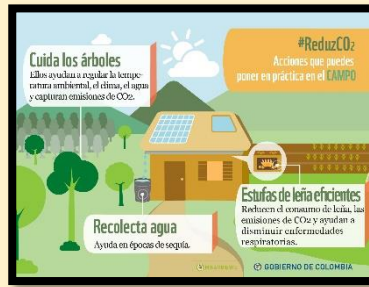 #ReduzCO2
Acciones que puedes
poner en práctica en el CAMPO
Cuida los árboles
Ellos ayudan a regular la tempe-
ratura ambiental, el clima, el agua
y capturan emisiones de CO2.
Estufas de leña eficientes
Reducen el consumo de leña, las
emisiones de CO2 y ayudan a
disminuir enfermedades
respiratorias.
Recolecta agua
Ayuda en épocas de sequía.
GOBIERNO DE COLOMBIA